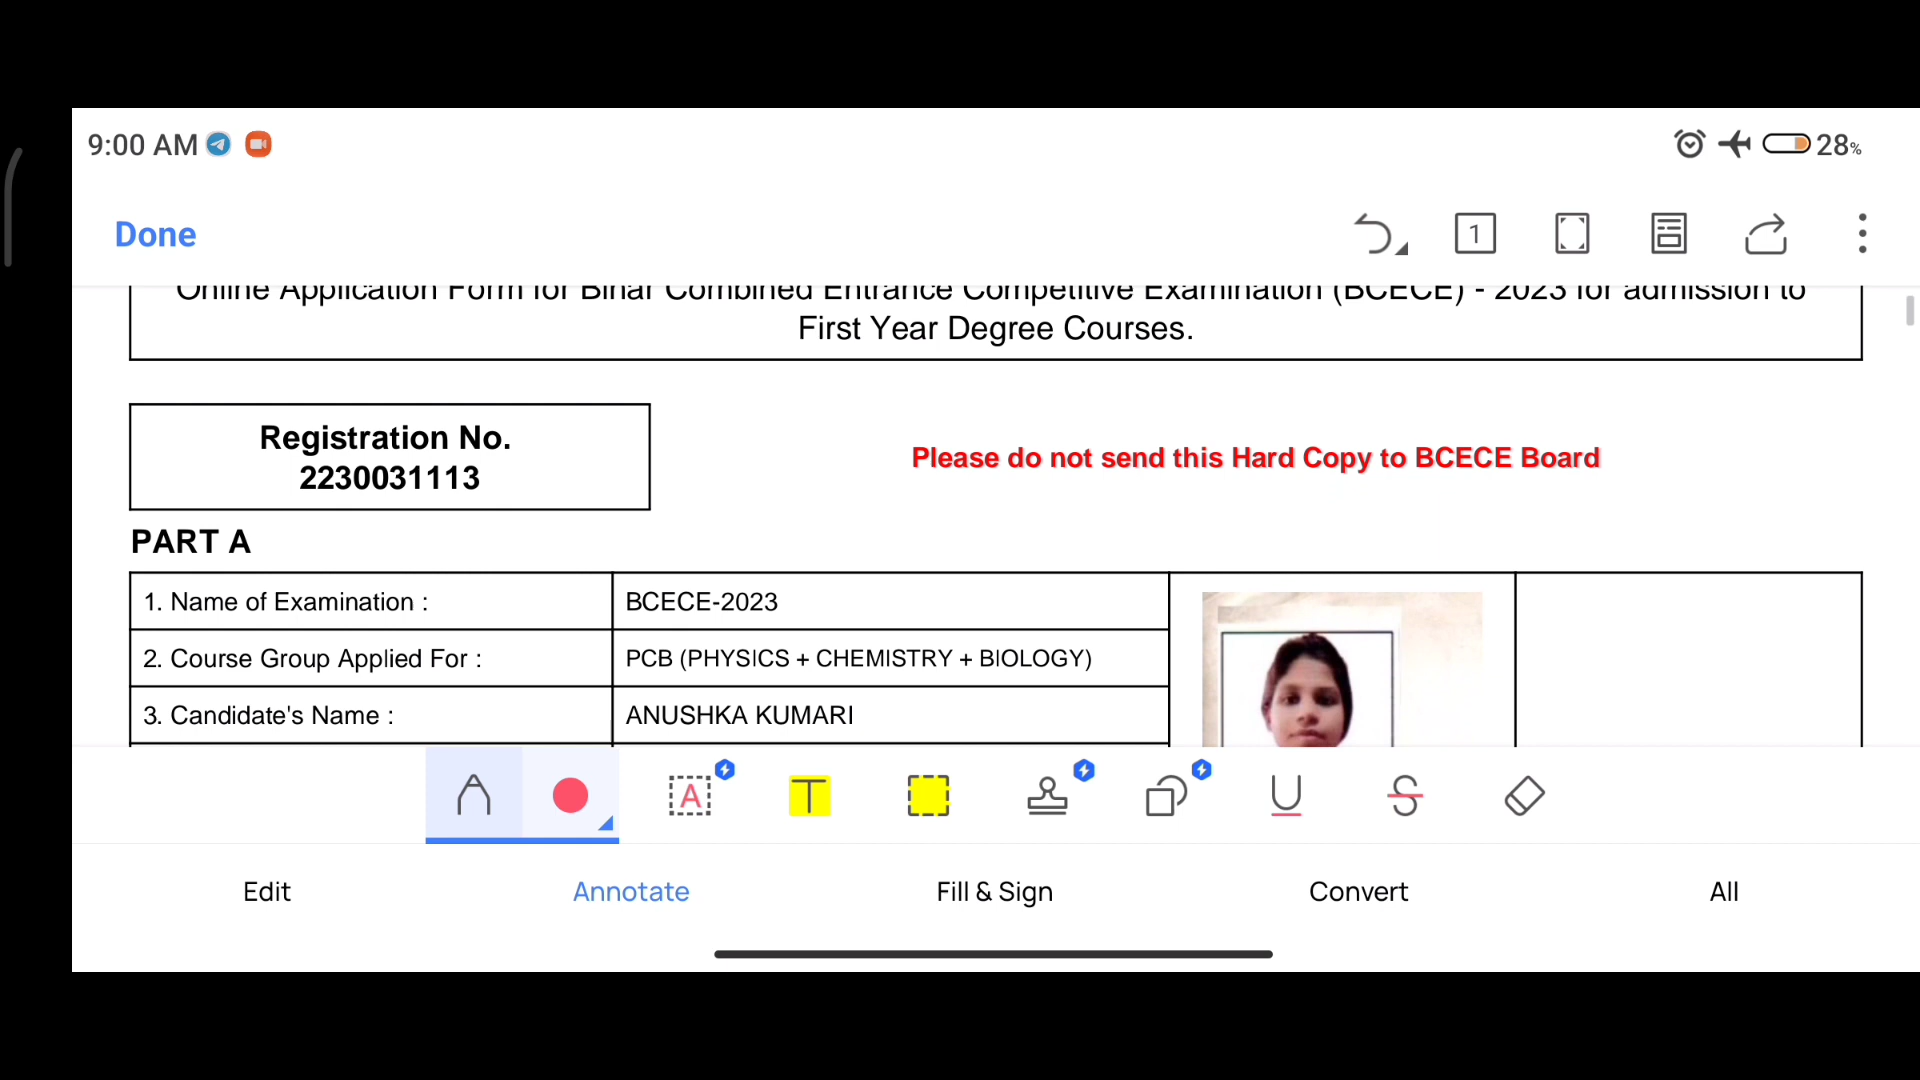 9:00 AM
28%
Done
1
Online Application Form for Bihar Combined Entrance Competitive Examination (BCECE) - 2023 for admission to
First Year Degree Courses.
Registration No.
2230031113
Please do not send this Hard Copy to BCECE Board
PART A
1. Name of Examination : BCECE-2023
2. Course Group Applied For : PCB (PHYSICS + CHEMISTRY + BIOLOGY)
3. Candidate's Name : ANUSHKA KUMARI
A T U S
Edit Annotate Fill & Sign Convert All